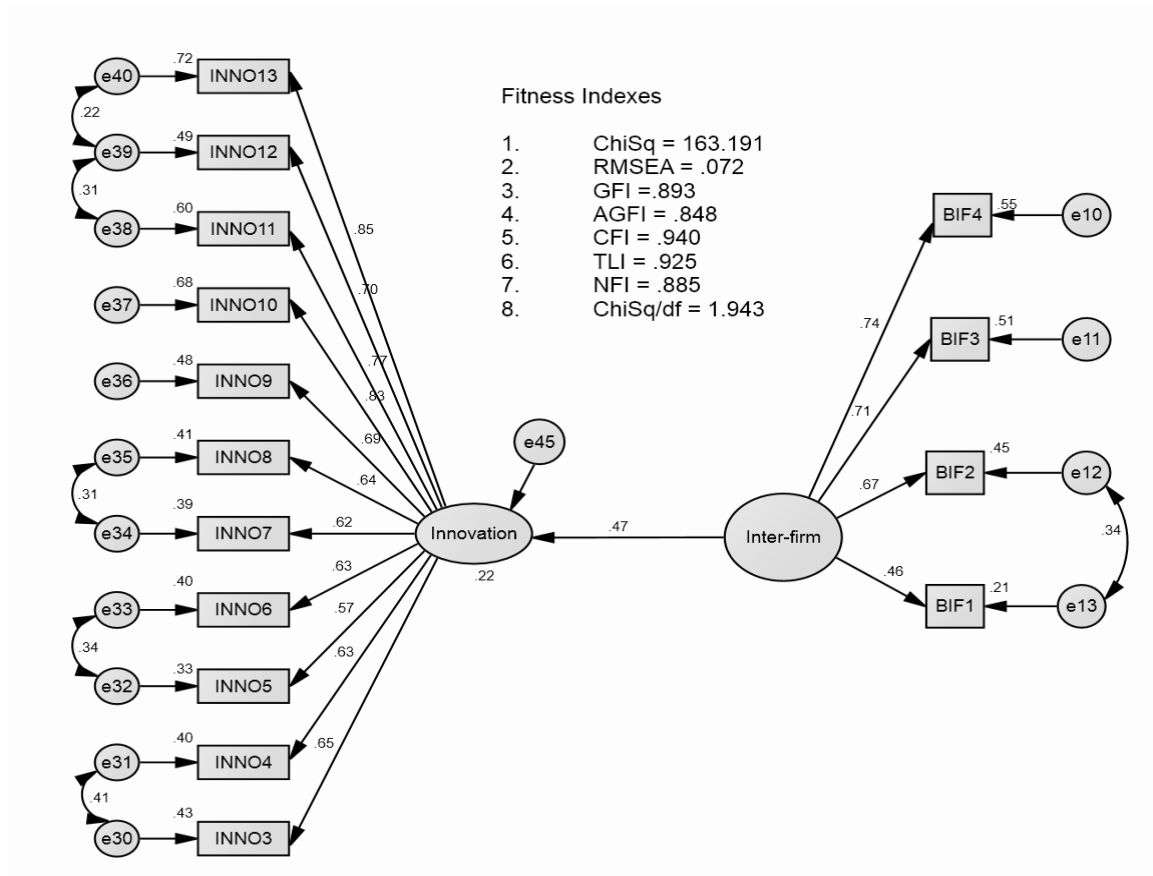 Fitness Indexes
1. ChiSq = 163.191
2. RMSEA = .072
3. GFI =.893
4. AGFI = .848
5. CFI = .940
6. TLI = .925
7. NFI = .885
8. ChiSq/df = 1.943
e40 .72 INNO13
.22
e39 .49 INNO12
.31
e38 .60 INNO11
e37 .68 INNO10
e36 .48 INNO9
e35 .41 INNO8
.31
e34 .39 INNO7
e33 .40 INNO6
.34
e32 .33 INNO5
e31 .40 INNO4
.41
e30 .43 INNO3
.85
.70
.77
.83
.69
.64
.62
.63
.57
.63
.65
e45
Innovation
.22
.47
Inter-firm
.74
.71
.67
.46
BIF4 .55 e10
BIF3 .51 e11
BIF2 .45 e12
.34
BIF1 .21 e13